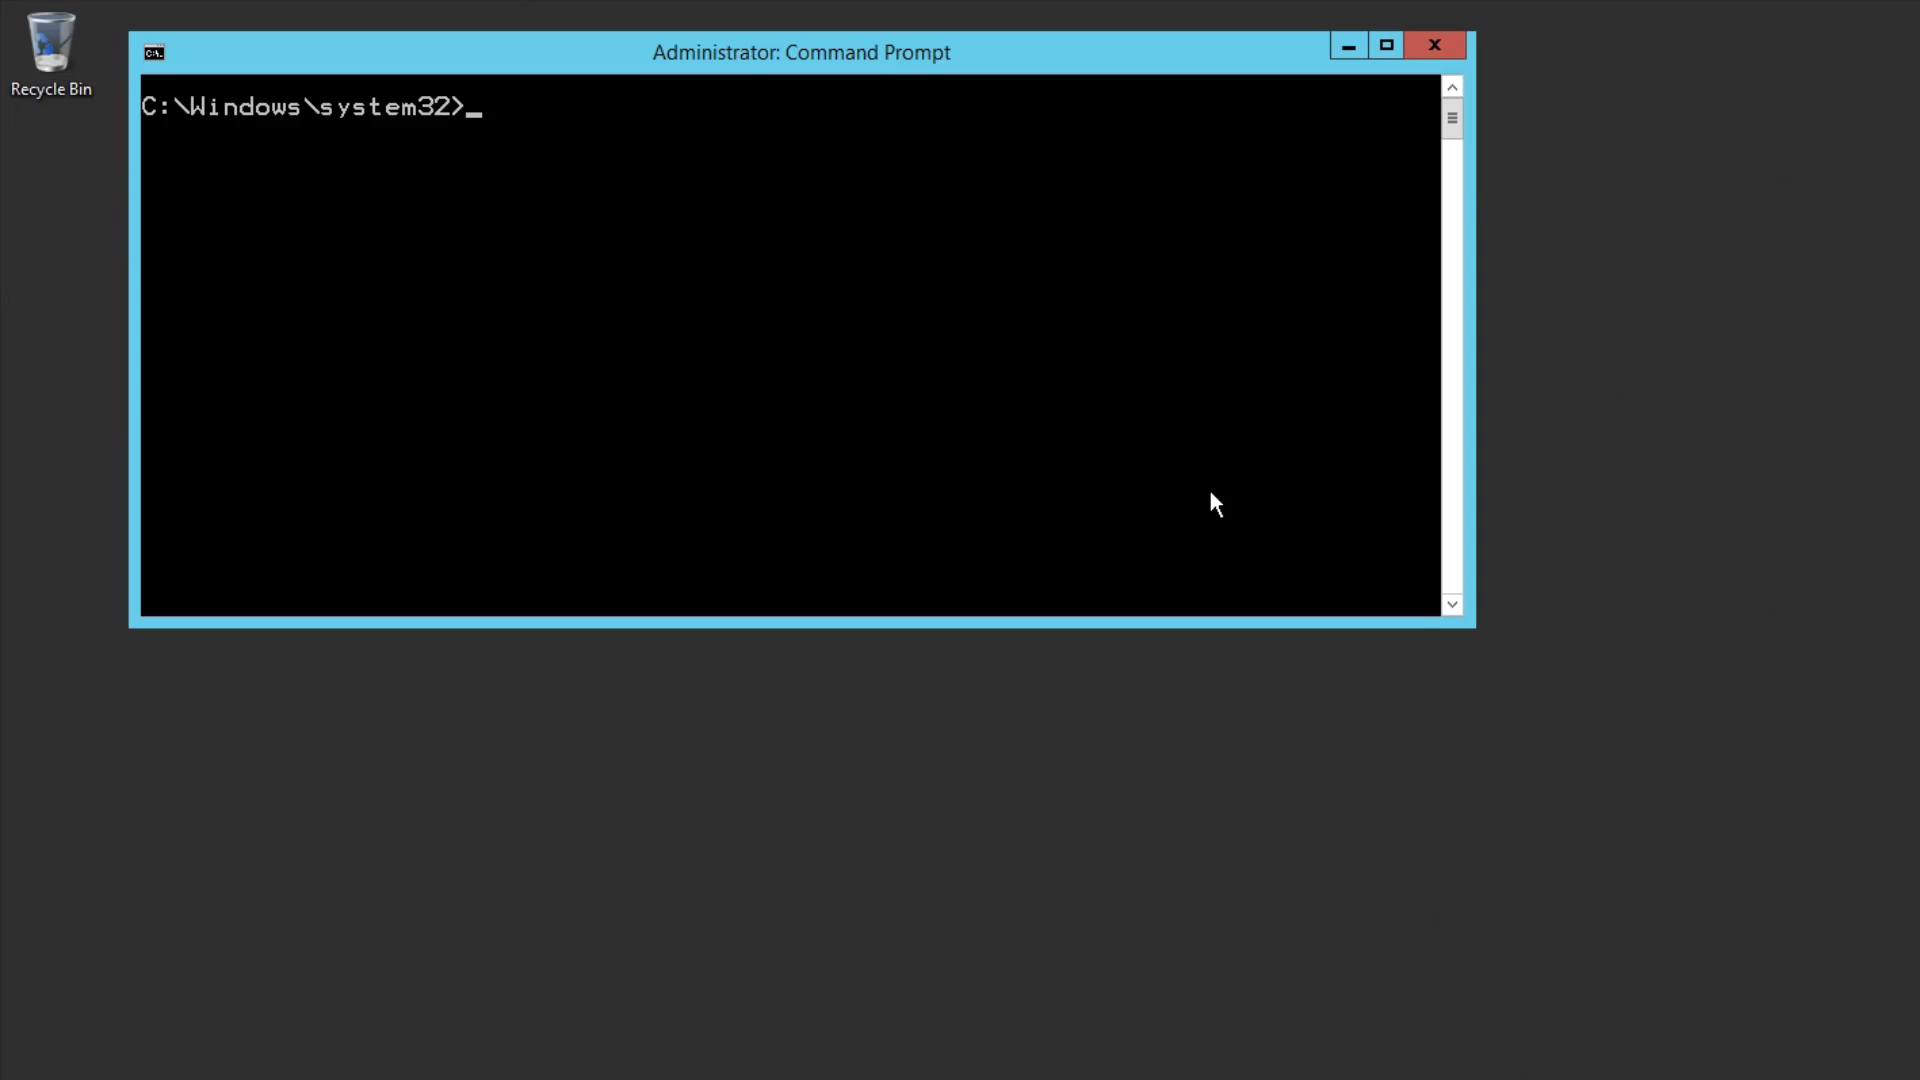 Recycle Bin
Administrator: Command Prompt
C:\Windows\system32>_